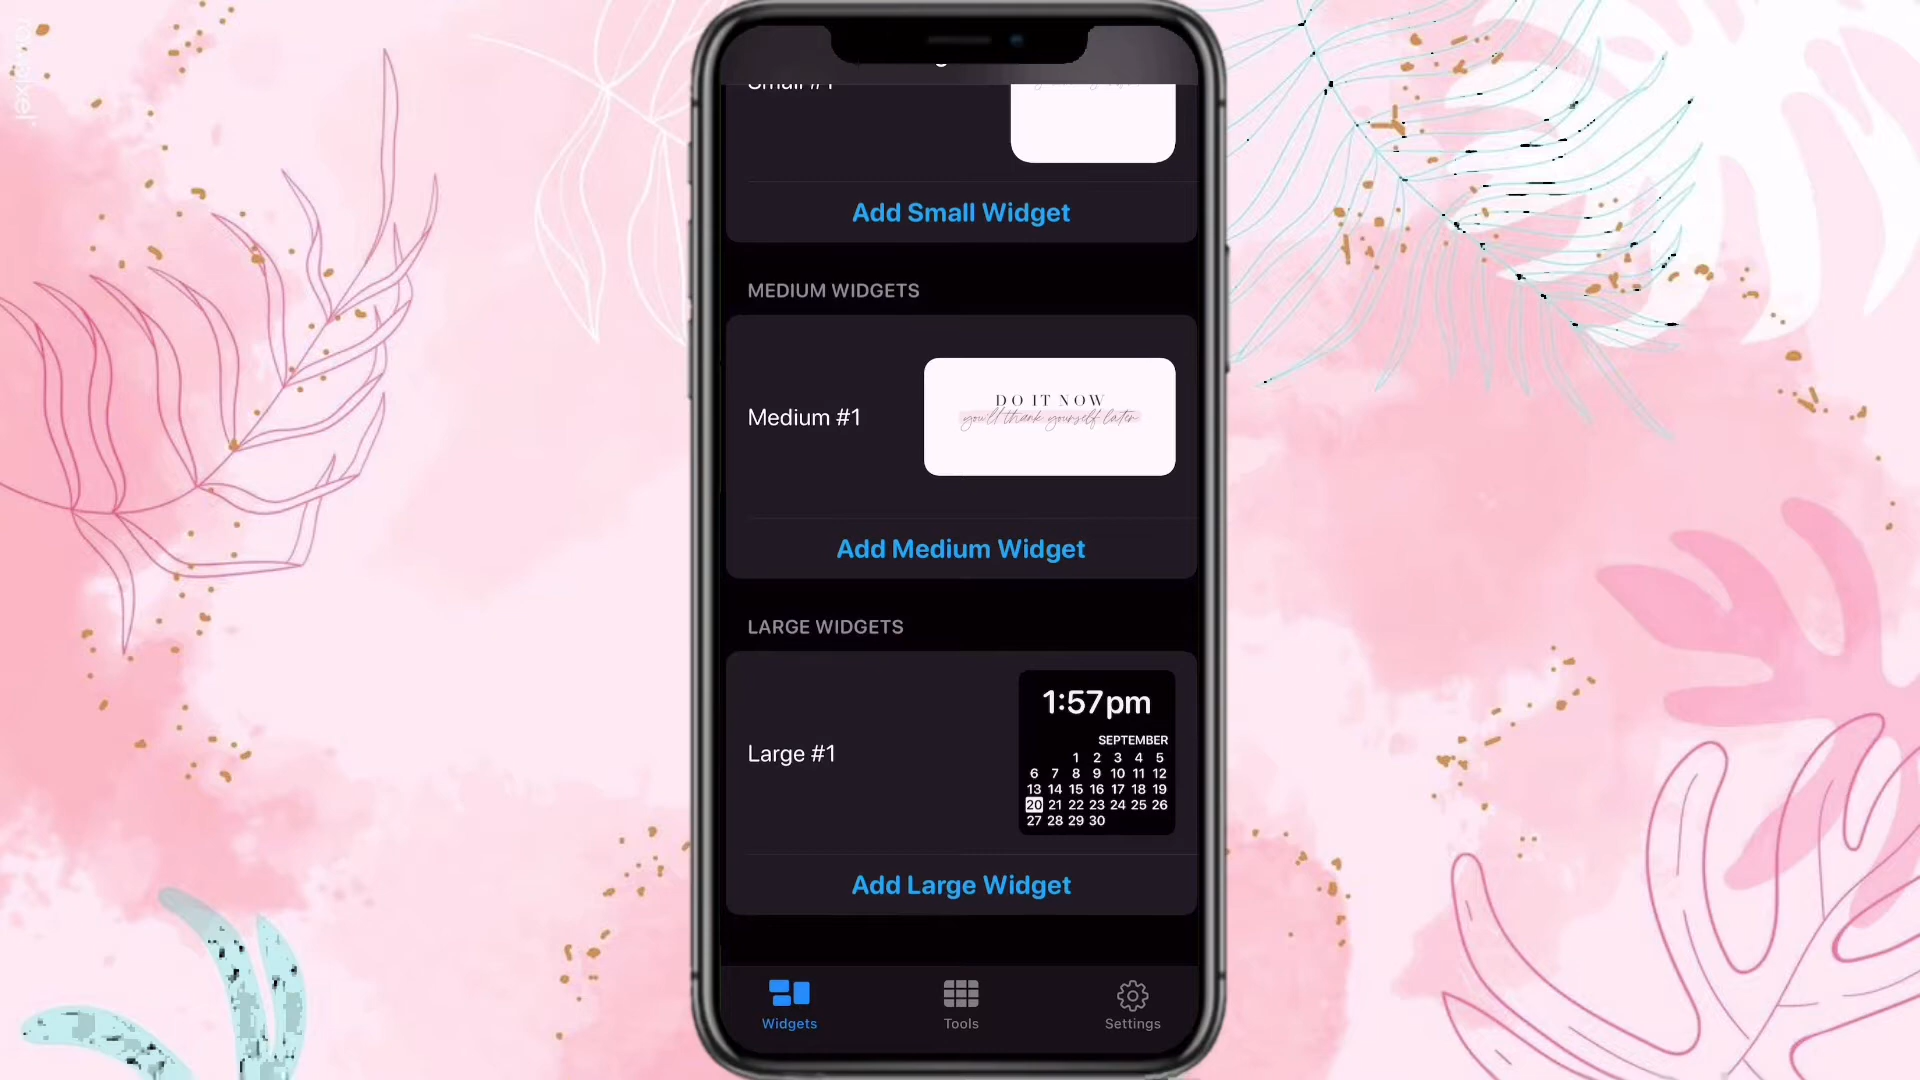 Small #1
Add Small Widget
MEDIUM WIDGETS
Medium #1
DO IT NOW
you'll thank yourself later
Add Medium Widget
LARGE WIDGETS
Large #1
1:57pm
SEPTEMBER
1 2 3 4 5
6 7 8 9 10 11 12
13 14 15 16 17 18 19
20 21 22 23 24 25 26
27 28 29 30
Add Large Widget
Widgets
Tools
Settings